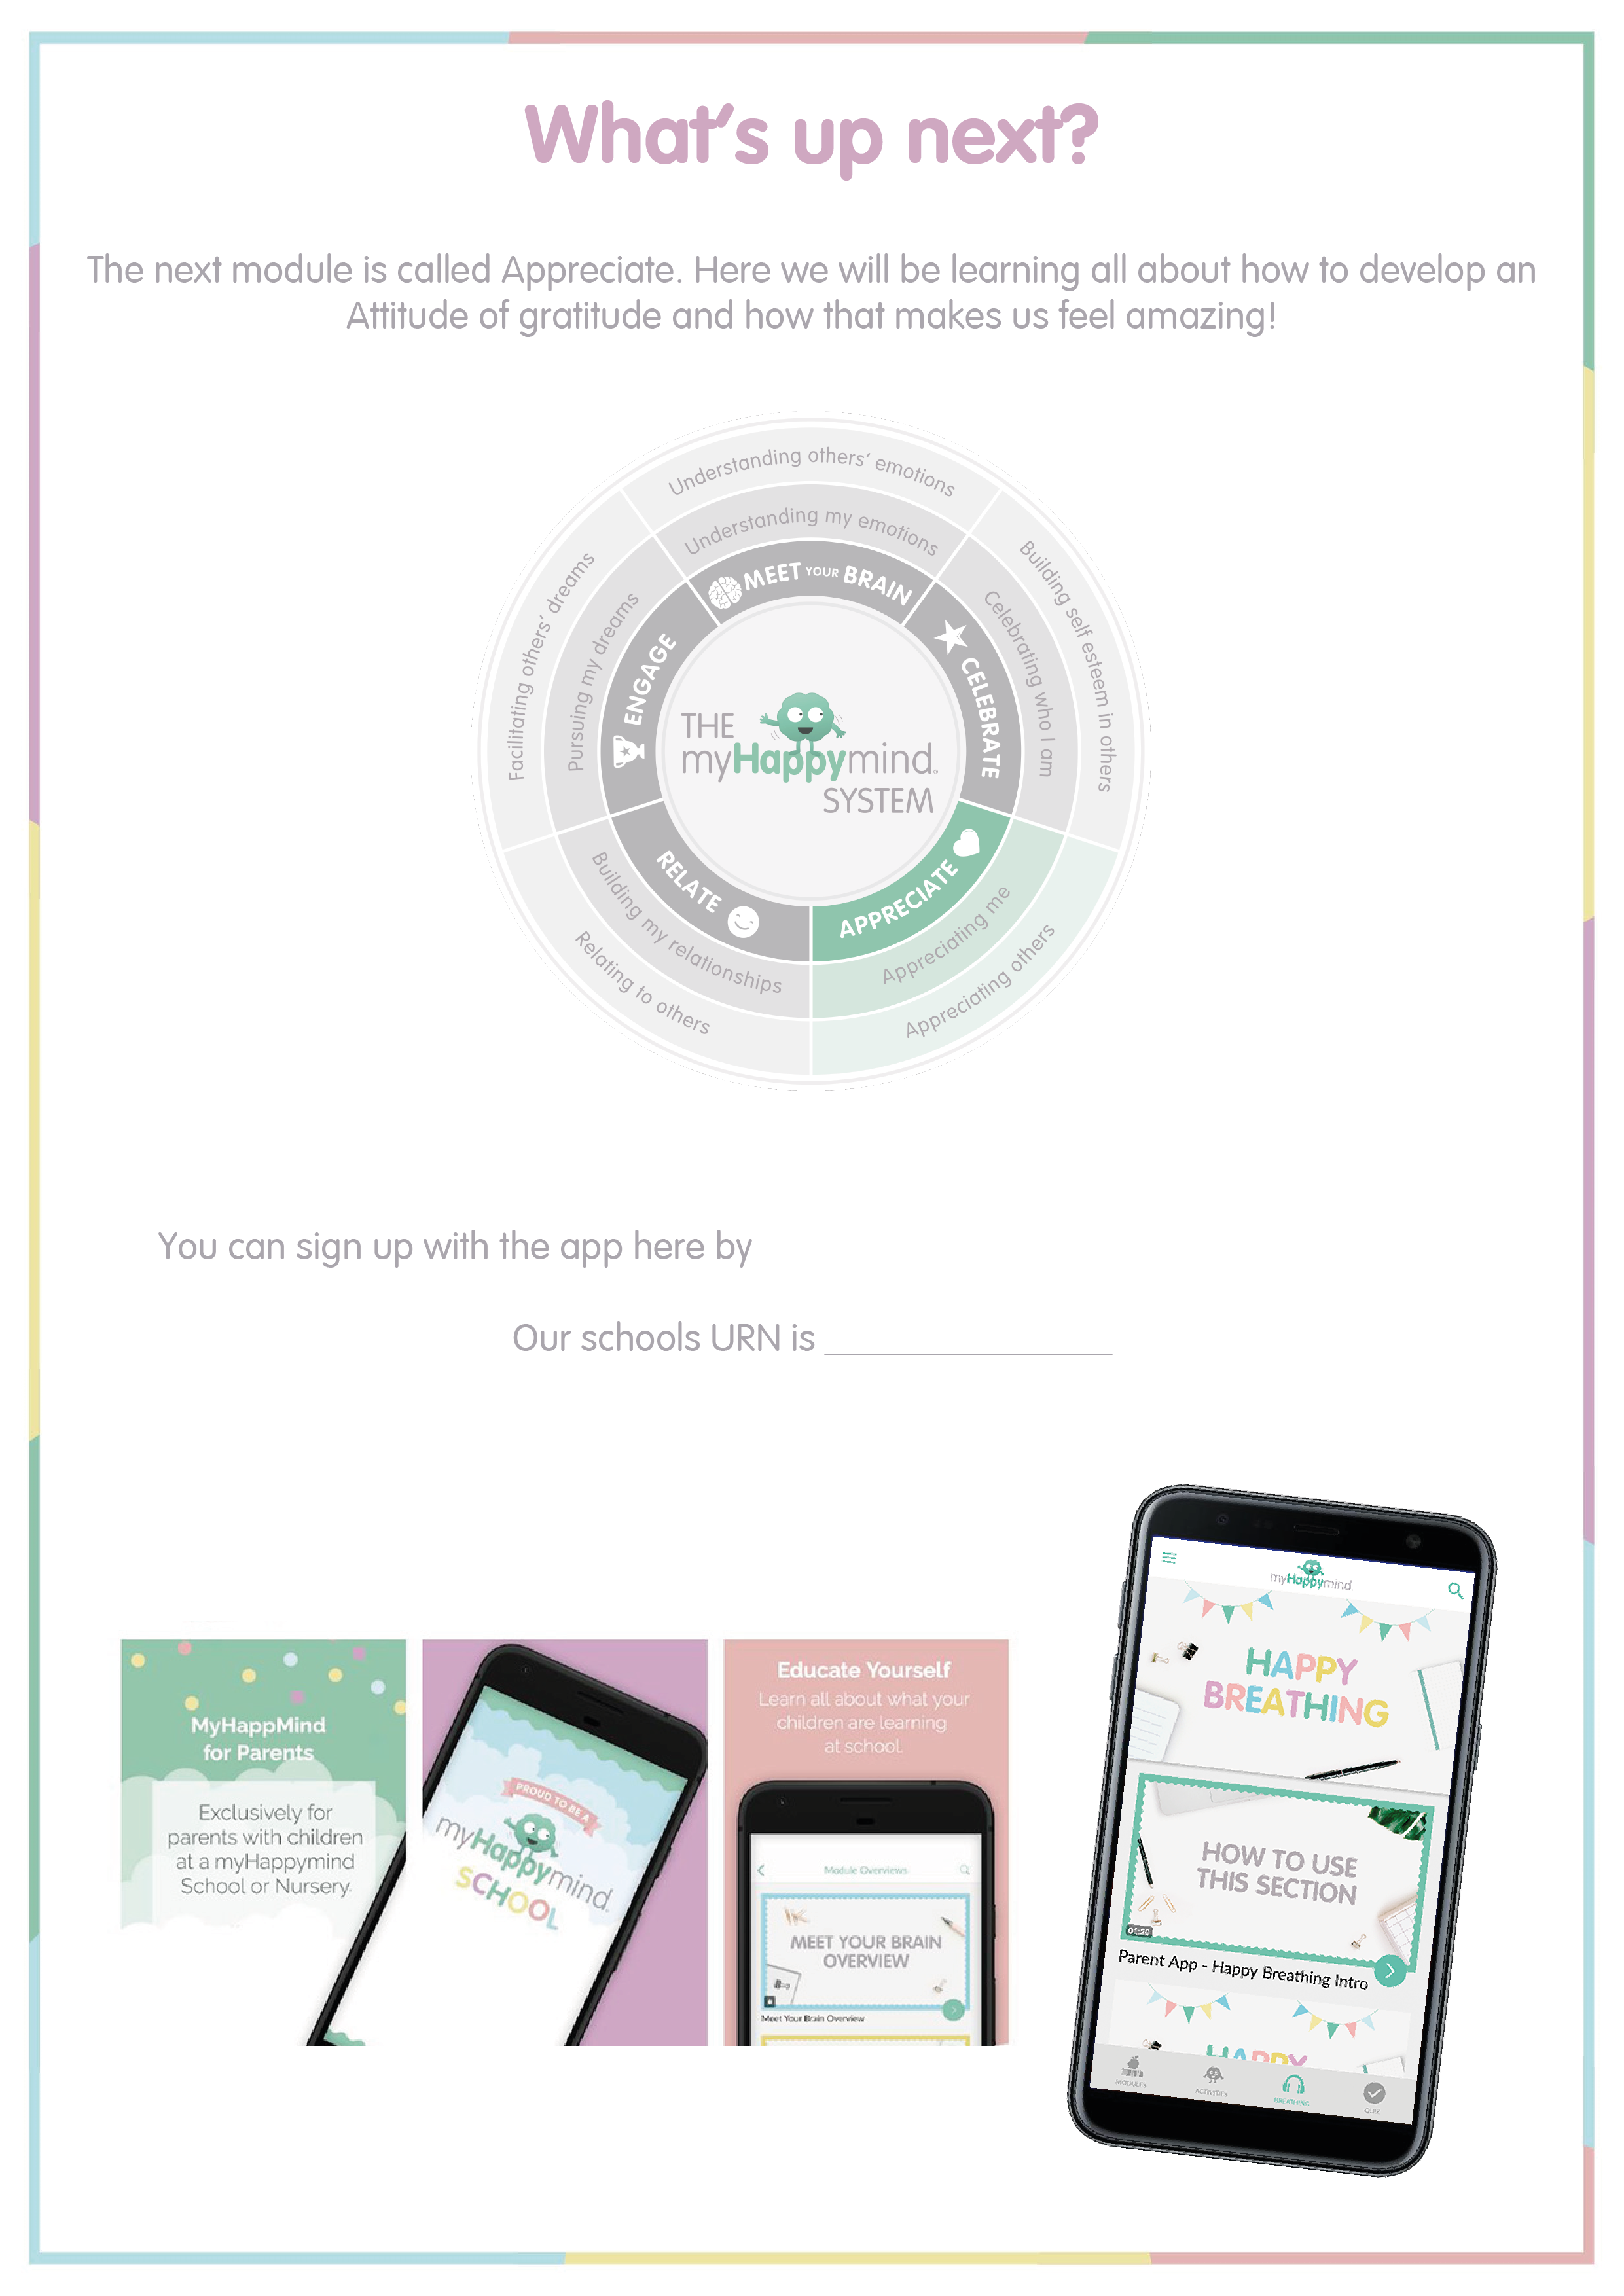 What's up next?
The next module is called Appreciate. Here we will be learning all about how to develop an
Attitude of gratitude and how that makes us feel amazing!
Understanding others' emotions
Understanding my emotions
MEET YOUR BRAIN
Building self esteem in others
Celebrating who I am
CELEBRATE
Facilitating others' dreams
Pursuing my dreams
ENGAGE
THE
myHappymind.
SYSTEM
RELATE
Building my relationships
Relating to others
APPRECIATE
Appreciating me
Appreciating others
You can sign up with the app here by
Our schools URN is _______________
MyHappMind
for Parents
Exclusively for
parents with children
at a myHappymind
School or Nursery.
PROUD TO BE A
myHappymind.
SCHOOL
Educate Yourself
Learn all about what your
children are learning
at school.
Module Overviews
MEET YOUR BRAIN
OVERVIEW
Meet Your Brain Overview
myHappymind.
HAPPY
BREATHING
HOW TO USE
THIS SECTION
01:20
Parent App - Happy Breathing Intro
HAPPY
MODULES
ACTIVITIES
BREATHING
QUIZ